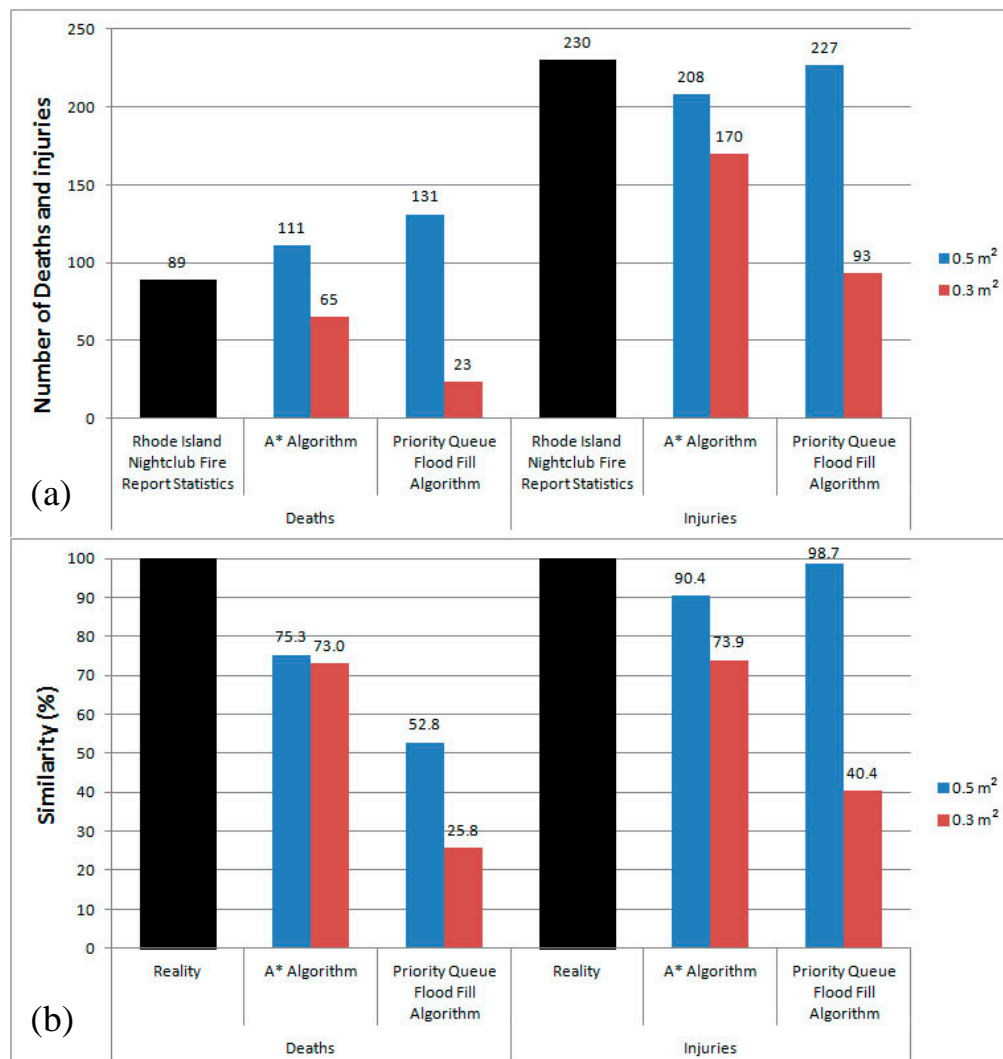 250
200
150
100
50
0
Number of Deaths and injuries
89
111
65
131
23
230
208
170
227
93
0.5 m²
0.3 m²
Rhode Island
Nightclub Fire
Report Statistics
A* Algorithm
Priority Queue
Flood Fill
Algorithm
Rhode Island
Nightclub Fire
Report Statistics
A* Algorithm
Priority Queue
Flood Fill
Algorithm
Deaths
Injuries
(a)
100
90
80
70
60
50
40
30
20
10
0
Similarity (%)
75.3
73.0
52.8
25.8
90.4
73.9
98.7
40.4
0.5 m²
0.3 m²
Reality
A* Algorithm
Priority Queue
Flood Fill
Algorithm
Reality
A* Algorithm
Priority Queue
Flood Fill
Algorithm
Deaths
Injuries
(b)